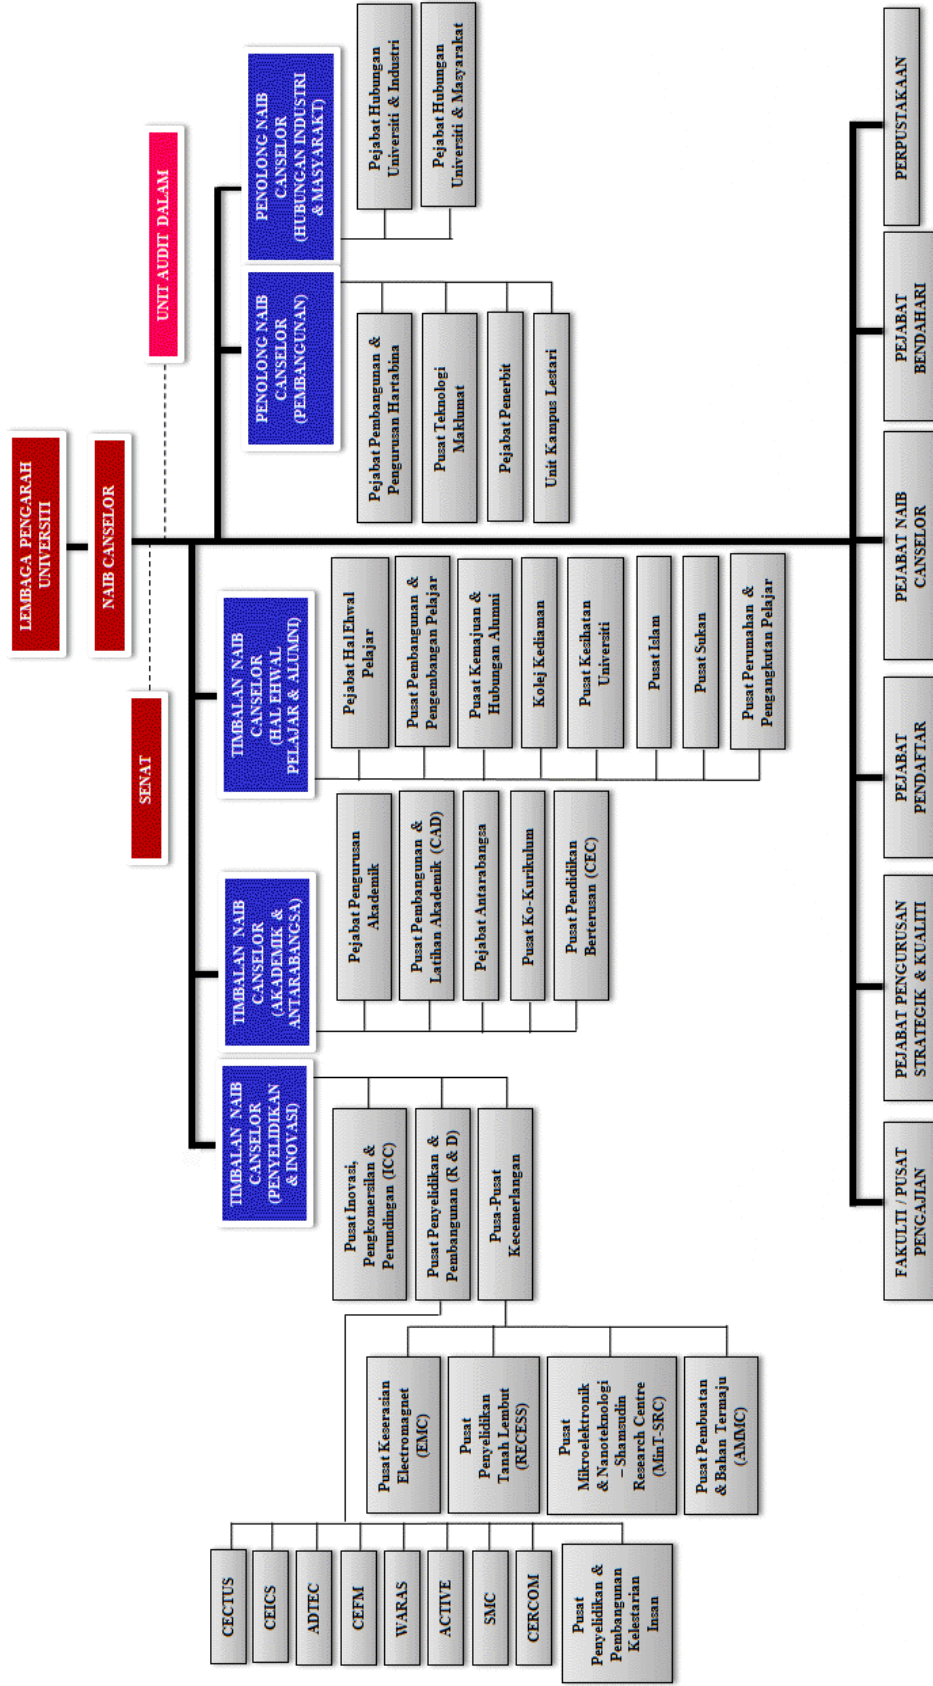 LEMBAGA PENGARAH
UNIVERSITI
NAIB CANSELOR
SENAT
UNIT AUDIT DALAM
TIMBALAN NAIB
CANSELOR
(PENYELIDIKAN
& INOVASI)
TIMBALAN NAIB
CANSELOR
(AKADEMIK &
ANTARABANGSA)
TIMBALAN NAIB
CANSELOR
(HAL EHWAL
PELAJAR & ALUMNI)
PENOLONG NAIB
CANSELOR
(PEMBANGUNAN)
PENOLONG NAIB
CANSELOR
(HUBUNGAN INDUSTRI
& MASYARAKT)
Pusat Inovasi,
Pengkomersilan &
Perundingan (ICC)
Pusat Penyelidikan &
Pembangunan (R & D)
Pusa-Pusat
Kecemerlangan
Pejabat Pengurusan
Akademik
Pusat Pembangunan &
Latihan Akademik (CAD)
Pejabat Antarabangsa
Pusat Ko-Kurikulum
Pusat Pendidikan
Berterusan (CEC)
Pejabat Hal Ehwal
Pelajar
Pusat Pembangunan &
Pengembangan Pelajar
Puaat Kemajuan &
Hubungan Alumni
Kolej Kediaman
Pusat Kesihatan
Universiti
Pusat Islam
Pusat Sukan
Pusat Perumahan &
Pengangkutan Pelajar
Pejabat Pembangunan &
Pengurusan Hartabina
Pusat Teknologi
Maklumat
Pejabat Penerbit
Unit Kampus Lestari
Pejabat Hubungan
Universiti & Industri
Pejabat Hubungan
Universiti & Masyarakat
CECTUS
CEICS
ADTEC
CEFM
WARAS
ACTIVE
SMC
CERCOM
Pusat
Penyelidikan &
Pembangunan
Kelestarian
Insan
Pusat Keserasian
Electromagnet
(EMC)
Pusat
Penyelidikan
Tanah Lembut
(RECESS)
Pusat
Mikroelektronik
& Nanoteknologi
– Shamsudin
Research Centre
(MinT-SRC)
Pusat Pembuatan
& Bahan Termaju
(AMMC)
FAKULTI / PUSAT
PENGAJIAN
PEJABAT PENGURUSAN
STRATEGIK & KUALITI
PEJABAT
PENDAFTAR
PEJABAT NAIB
CANSELOR
PEJABAT
BENDAHARI
PERPUSTAKAAN